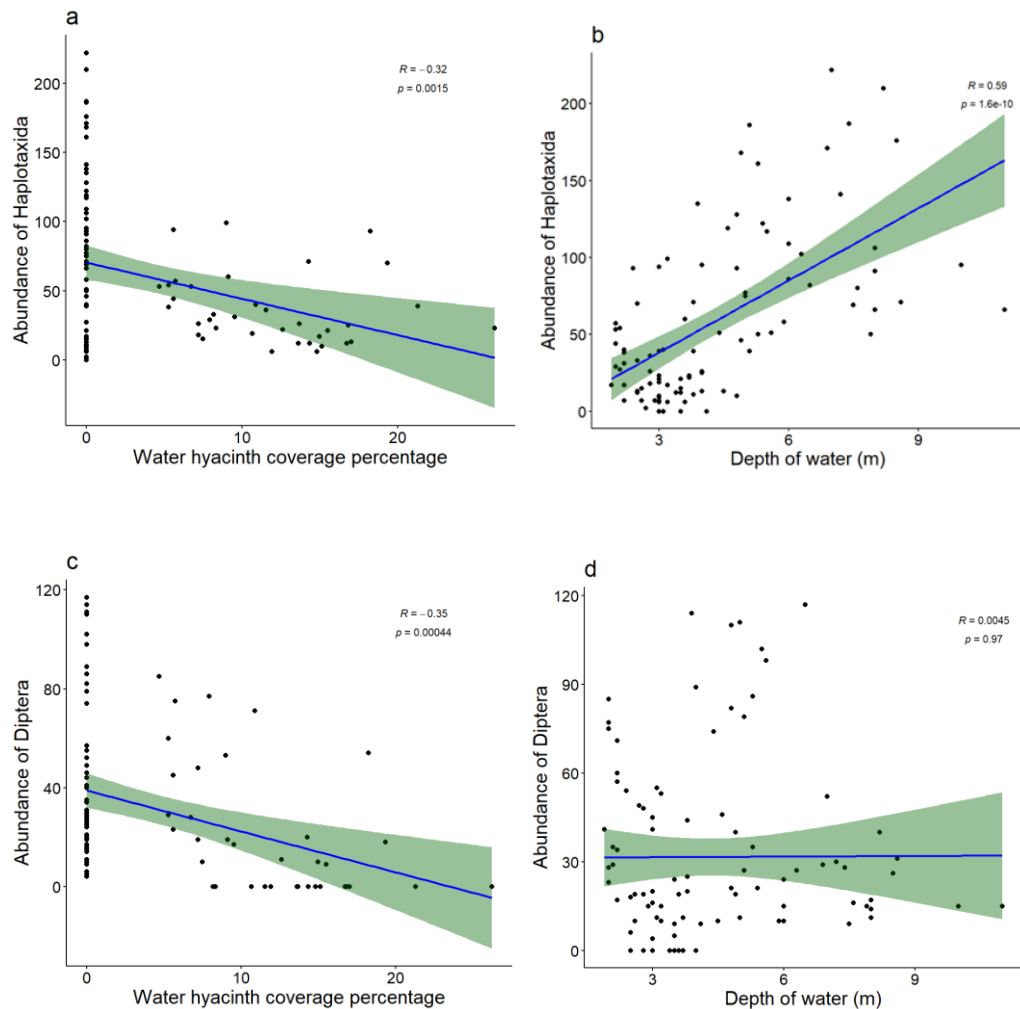 a
R = −0.32
p = 0.0015
Abundance of Haplotaxida
200
150
100
50
0
0 10 20
Water hyacinth coverage percentage
b
R = 0.59
p = 1.6e-10
Abundance of Haplotaxida
200
150
100
50
0
3 6 9
Depth of water (m)
c
R = −0.35
p = 0.00044
Abundance of Diptera
120
80
40
0
0 10 20
Water hyacinth coverage percentage
d
R = 0.0045
p = 0.97
Abundance of Diptera
120
90
60
30
0
3 6 9
Depth of water (m)